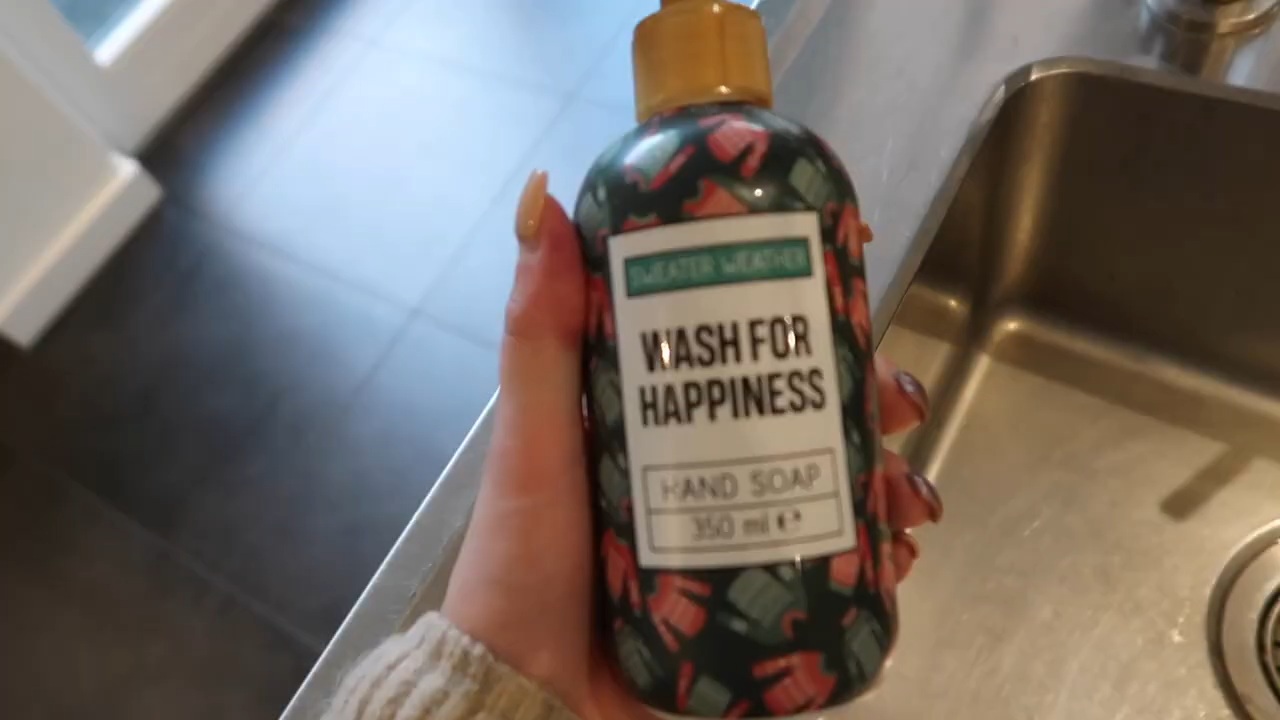 SWEATER WEATHER
WASH FOR
HAPPINESS
HAND SOAP
350 ml ℮